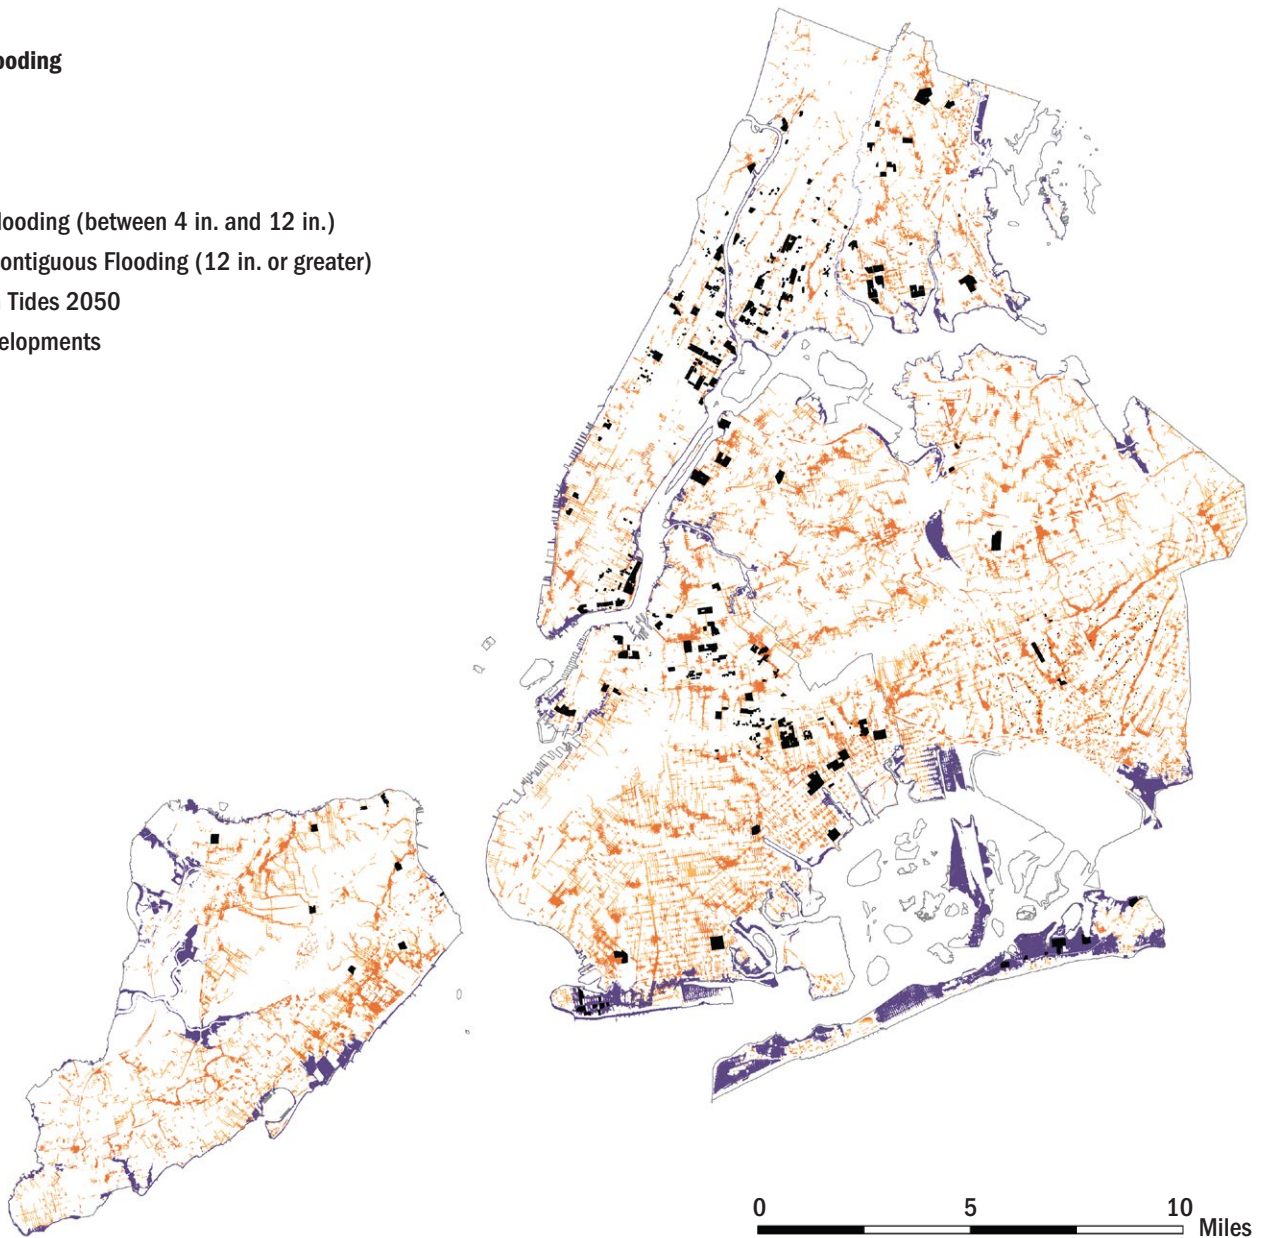 ooding
looding (between 4 in. and 12 in.)
ontiguous Flooding (12 in. or greater)
Tides 2050
elopments
0 5 10
Miles